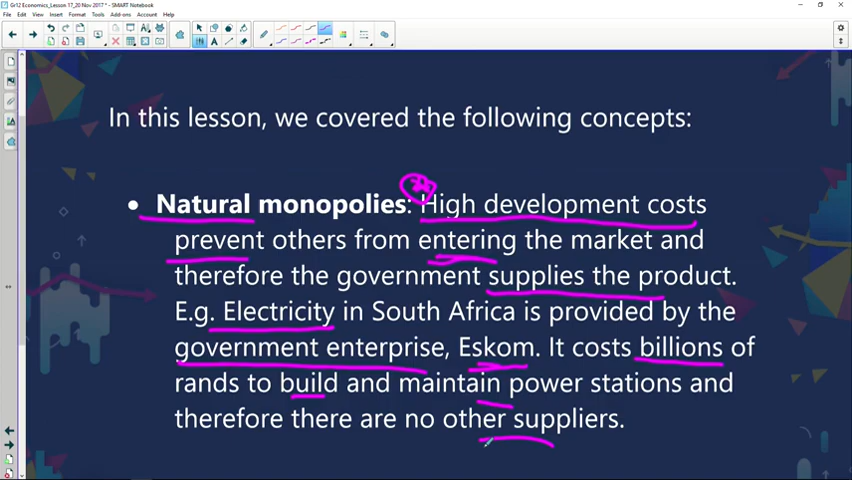 Gr12 Economics_Lesson 17_20 Nov 2017 * - SMART Notebook
File Edit View Insert Format Tools Add-ons Account Help
In this lesson, we covered the following concepts:
• Natural monopolies: High development costs
prevent others from entering the market and
therefore the government supplies the product.
E.g. Electricity in South Africa is provided by the
government enterprise, Eskom. It costs billions of
rands to build and maintain power stations and
therefore there are no other suppliers.